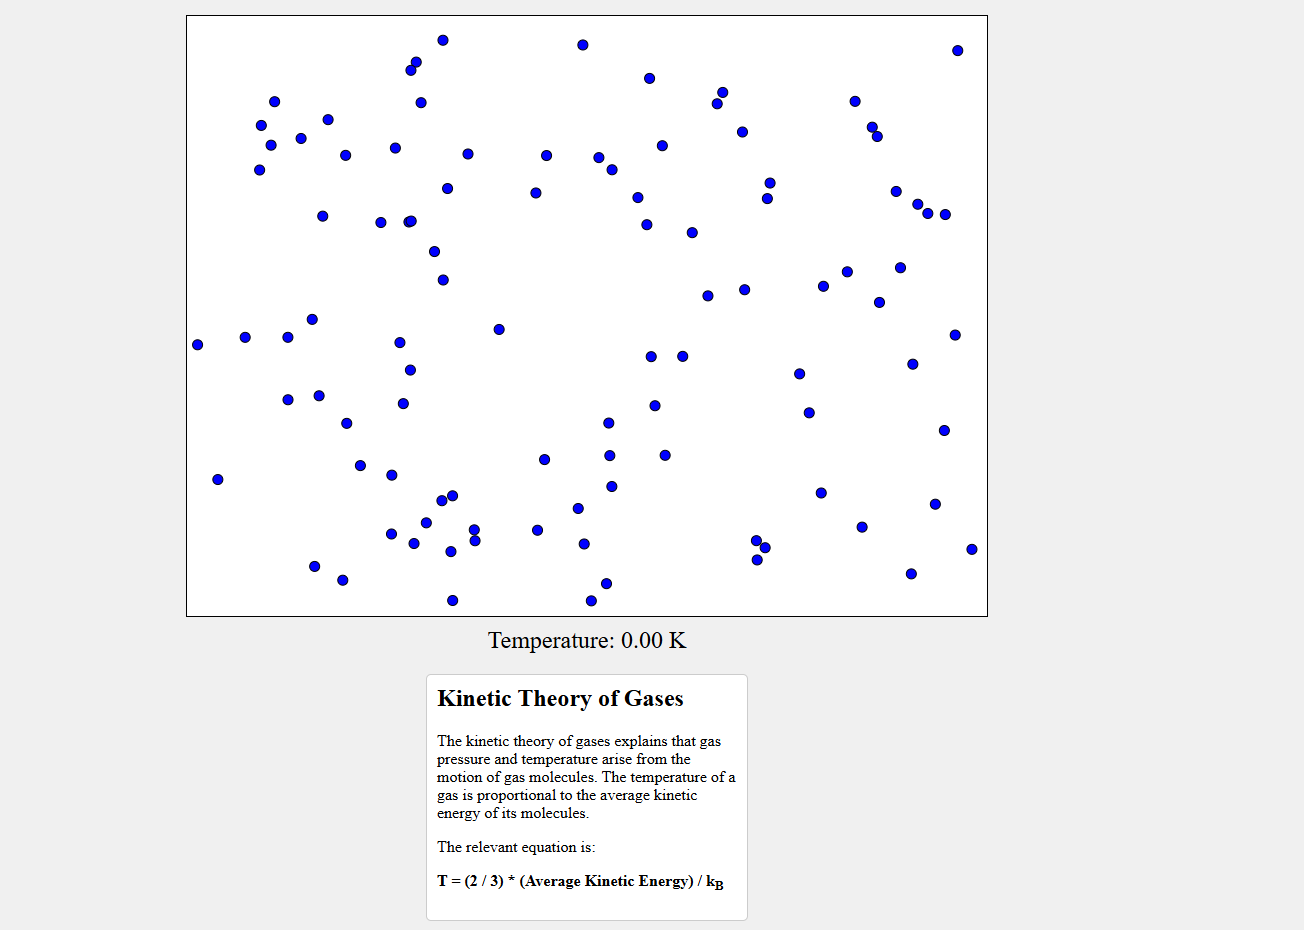 Temperature: 0.00 K
Kinetic Theory of Gases
The kinetic theory of gases explains that gas
pressure and temperature arise from the
motion of gas molecules. The temperature of a
gas is proportional to the average kinetic
energy of its molecules.
The relevant equation is:
T = (2 / 3) * (Average Kinetic Energy) / kB